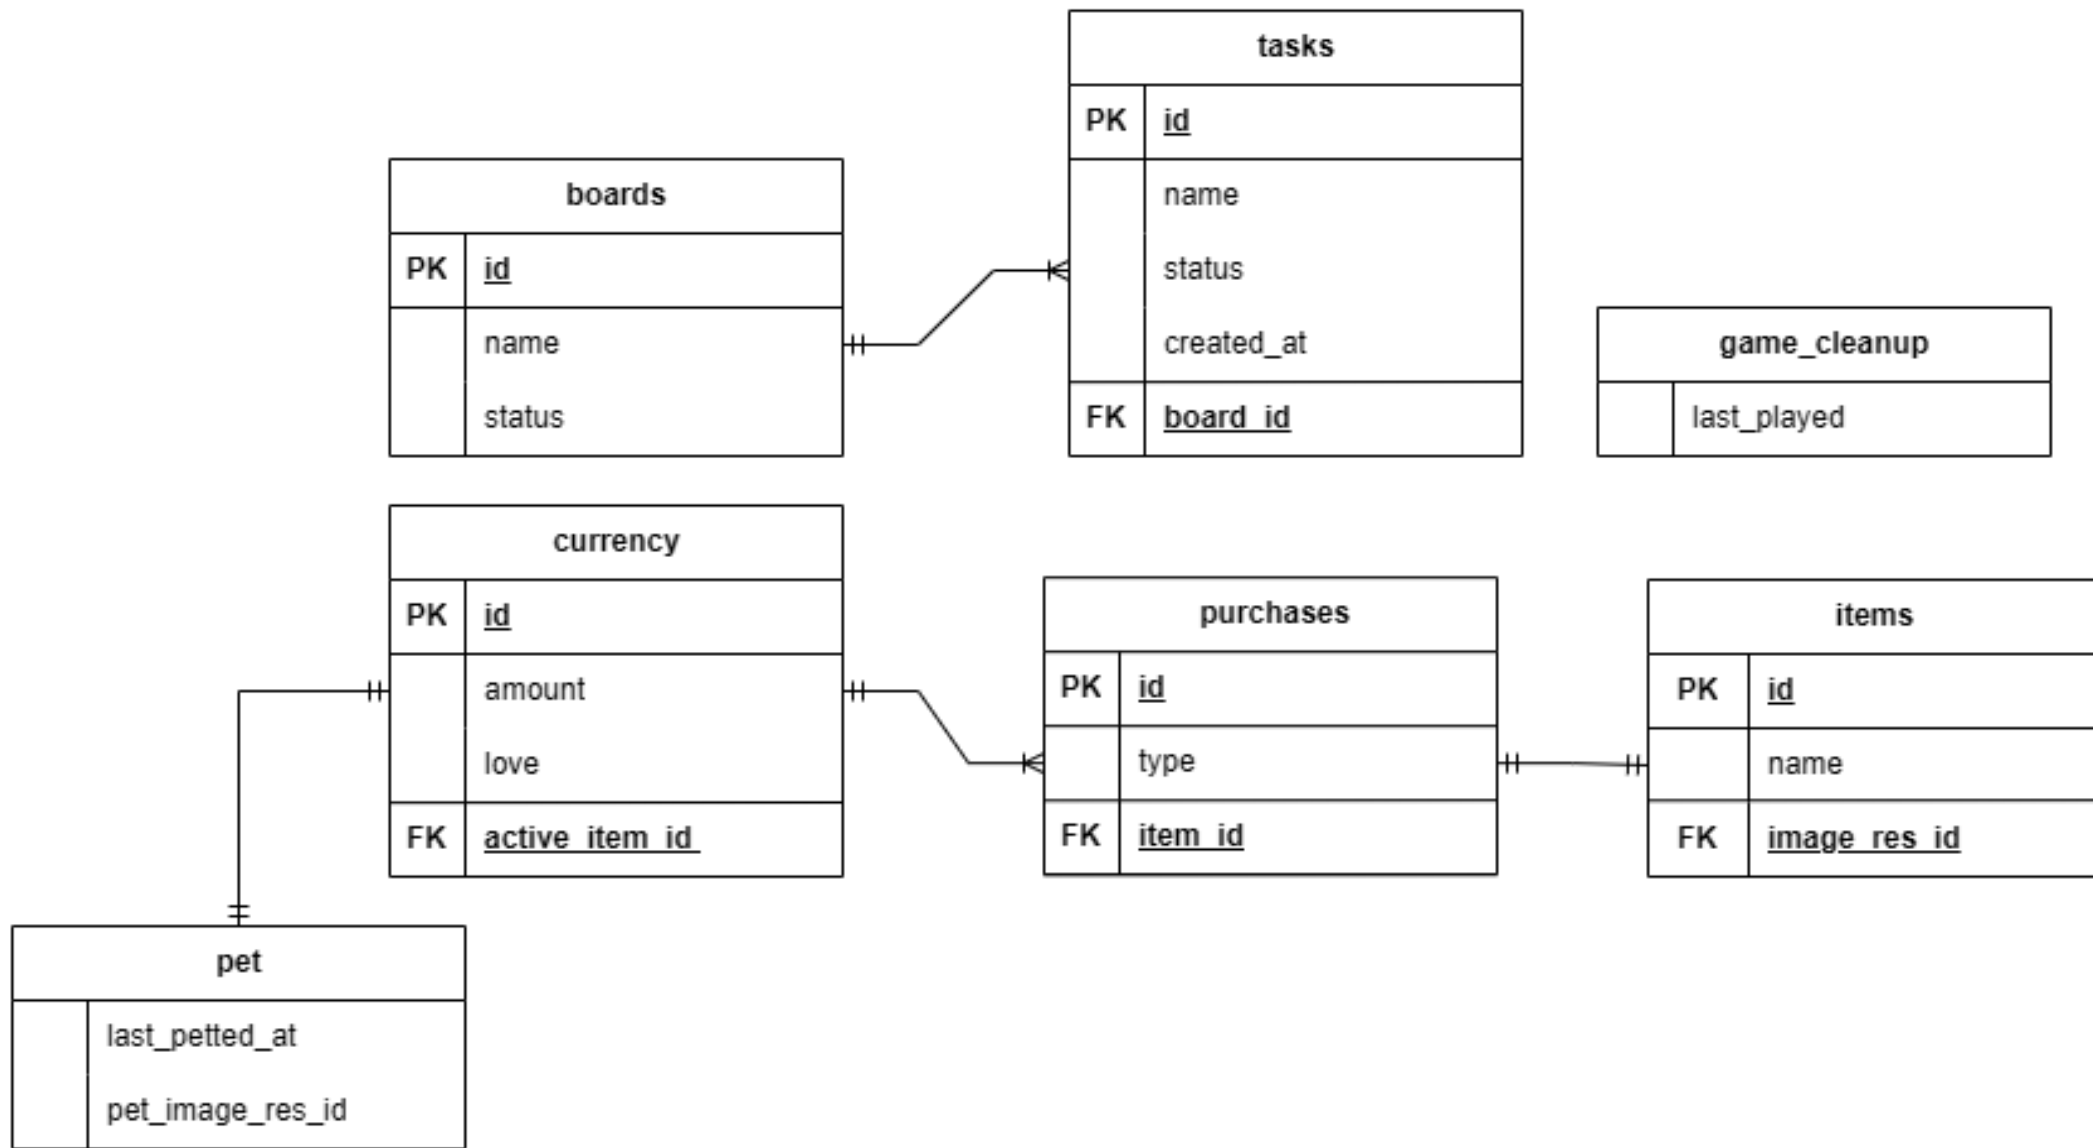 tasks
PK id
name
status
created_at
FK board_id
boards
PK id
name
status
game_cleanup
last_played
currency
PK id
amount
love
FK active_item_id
purchases
PK id
type
FK item_id
items
PK id
name
FK image_res_id
pet
last_petted_at
pet_image_res_id